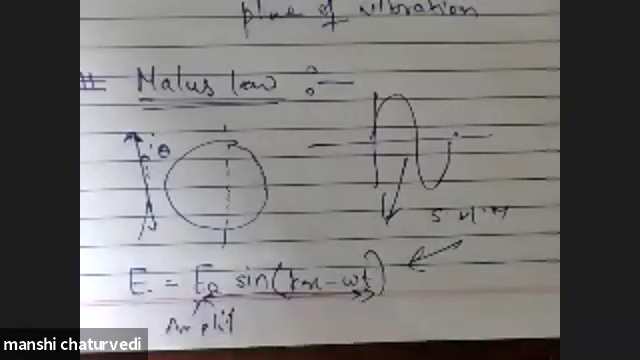 plane of vibration
# Malus law :-
θ
E = E₀ sin(kx - ωt)
Amplit
manshi chaturvedi